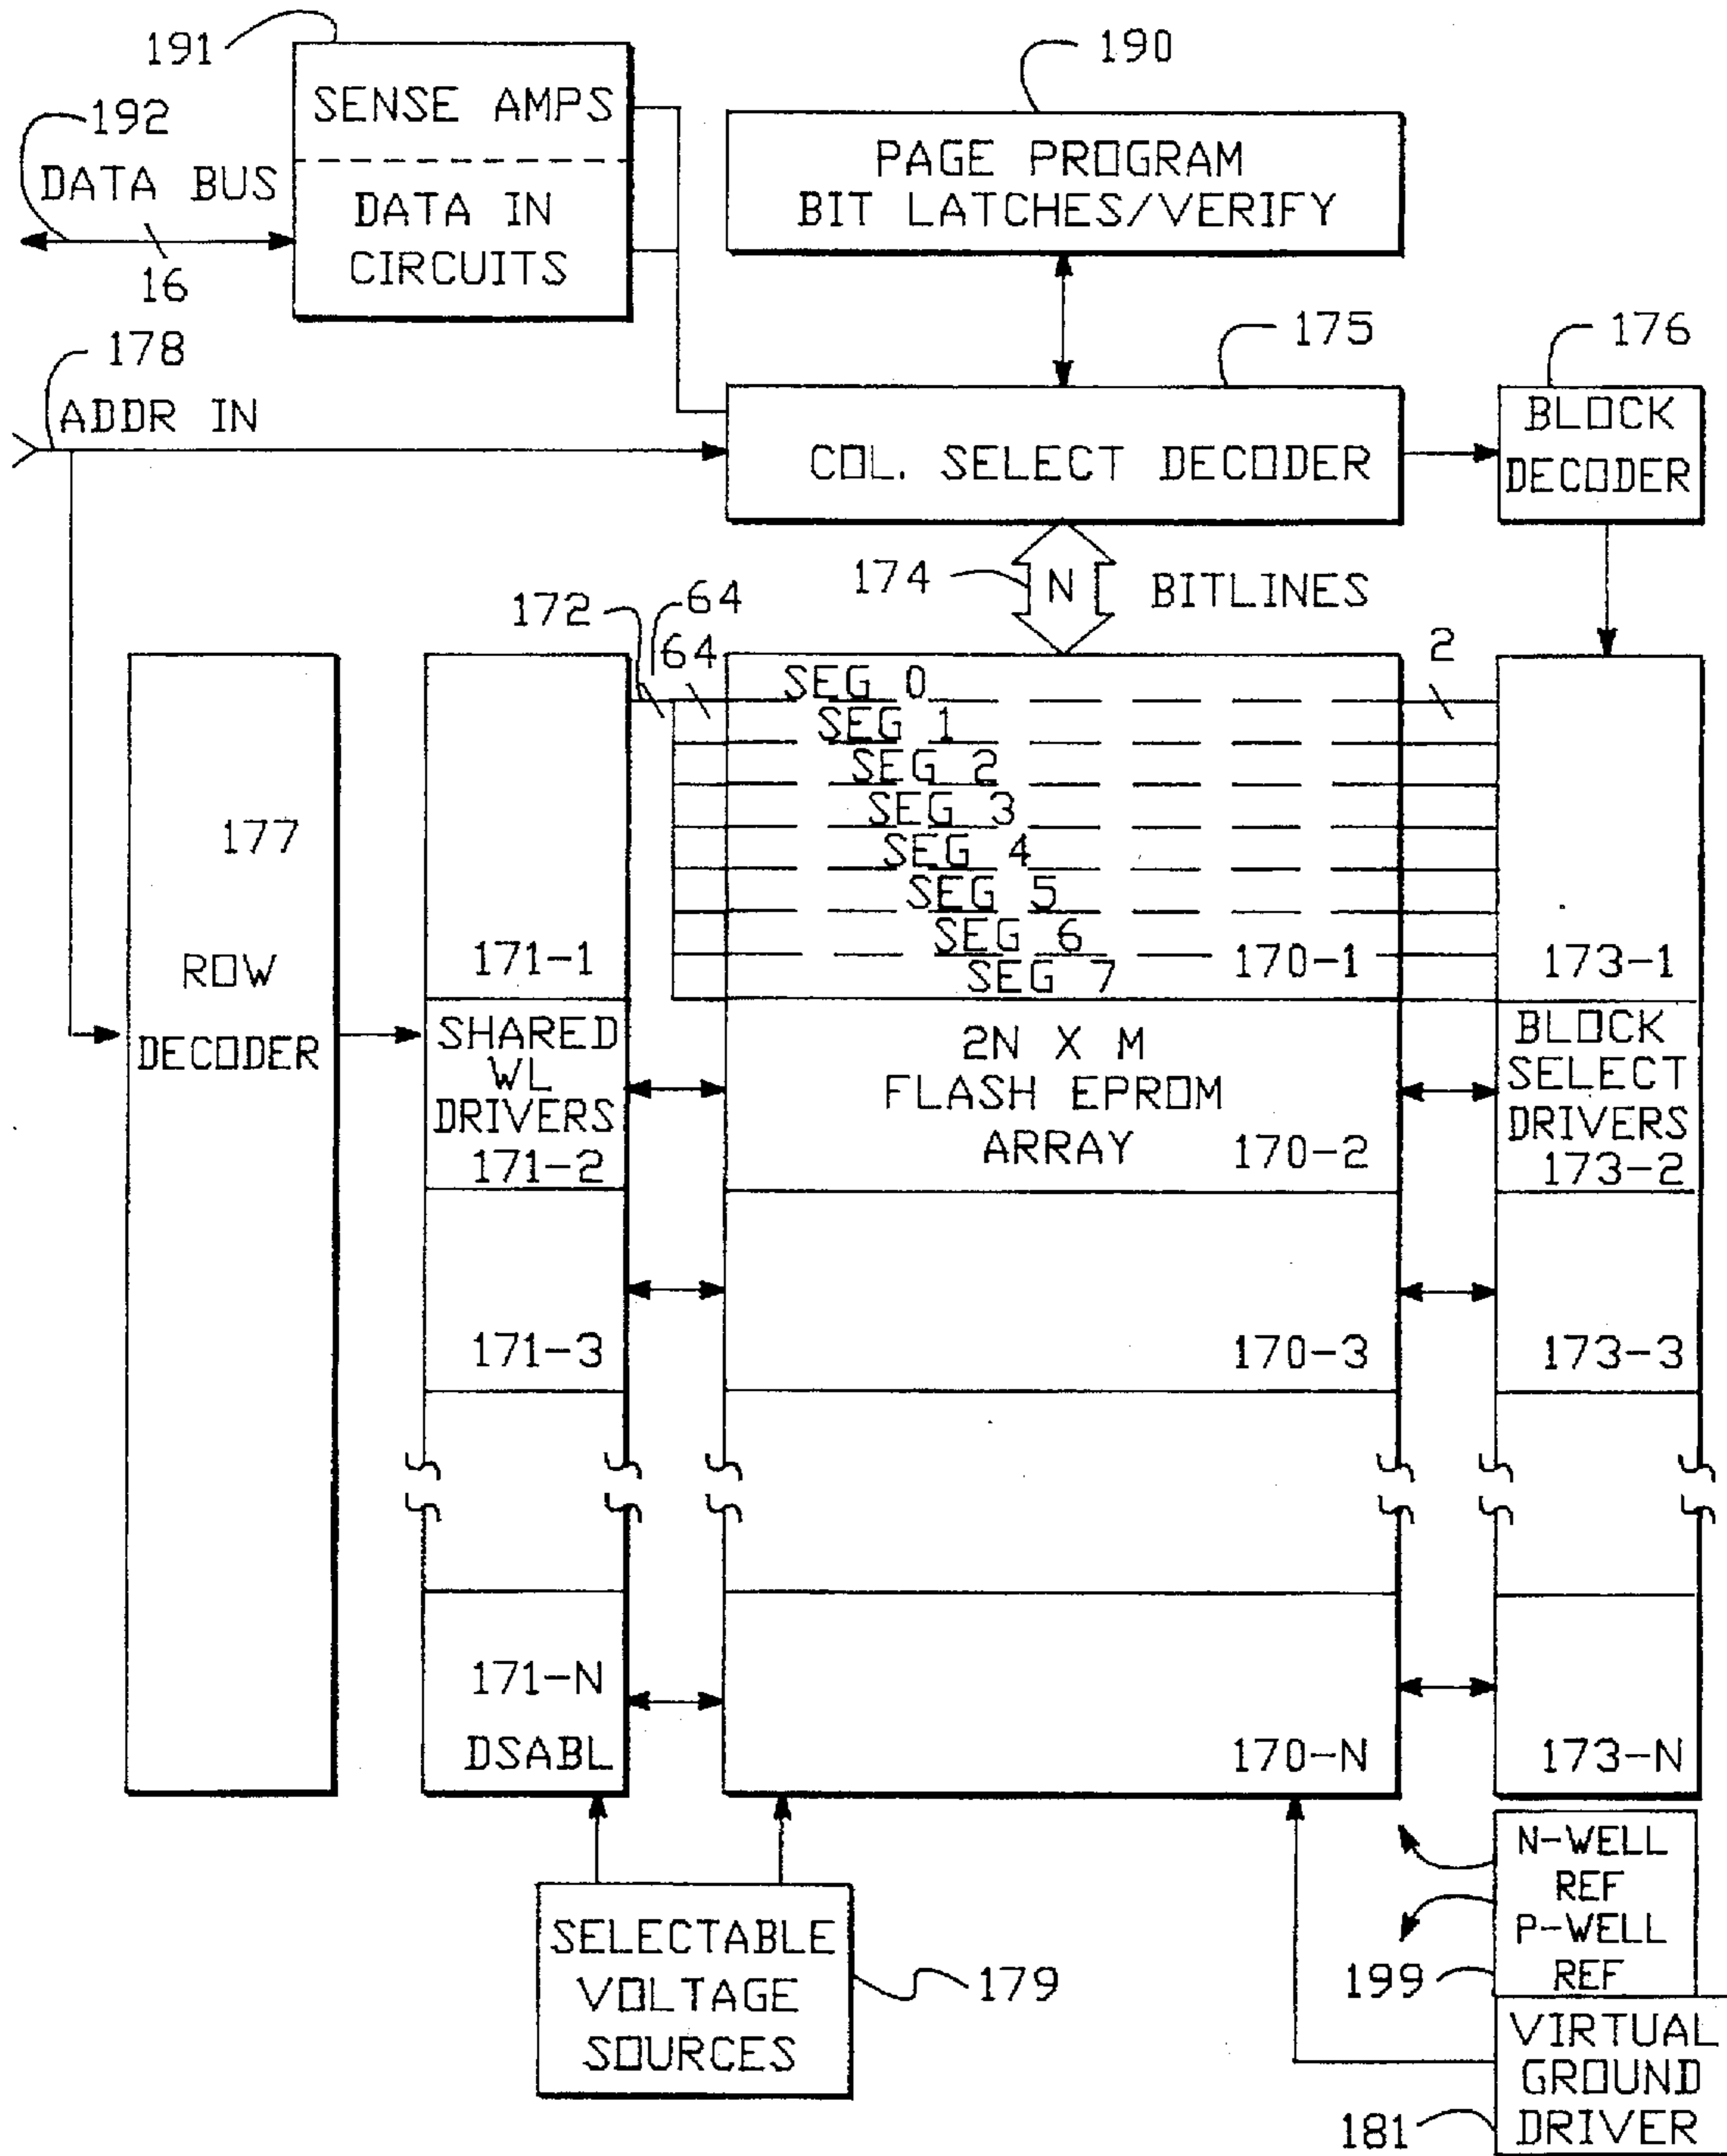 191
SENSE AMPS
DATA IN
CIRCUITS
192
DATA BUS
16
190
PAGE PROGRAM
BIT LATCHES/VERIFY
178
ADDR IN
175
COL. SELECT DECODER
176
BLOCK
DECODER
174
N
BITLINES
172
64
64
2
177
ROW
DECODER
171-1
SHARED
WL
DRIVERS
171-2
171-3
171-N
DSABL
SEG 0
SEG 1
SEG 2
SEG 3
SEG 4
SEG 5
SEG 6
SEG 7
170-1
2N X M
FLASH EPROM
ARRAY
170-2
170-3
170-N
173-1
BLOCK
SELECT
DRIVERS
173-2
173-3
173-N
SELECTABLE
VOLTAGE
SOURCES
179
N-WELL
REF
P-WELL
REF
199
VIRTUAL
GROUND
DRIVER
181